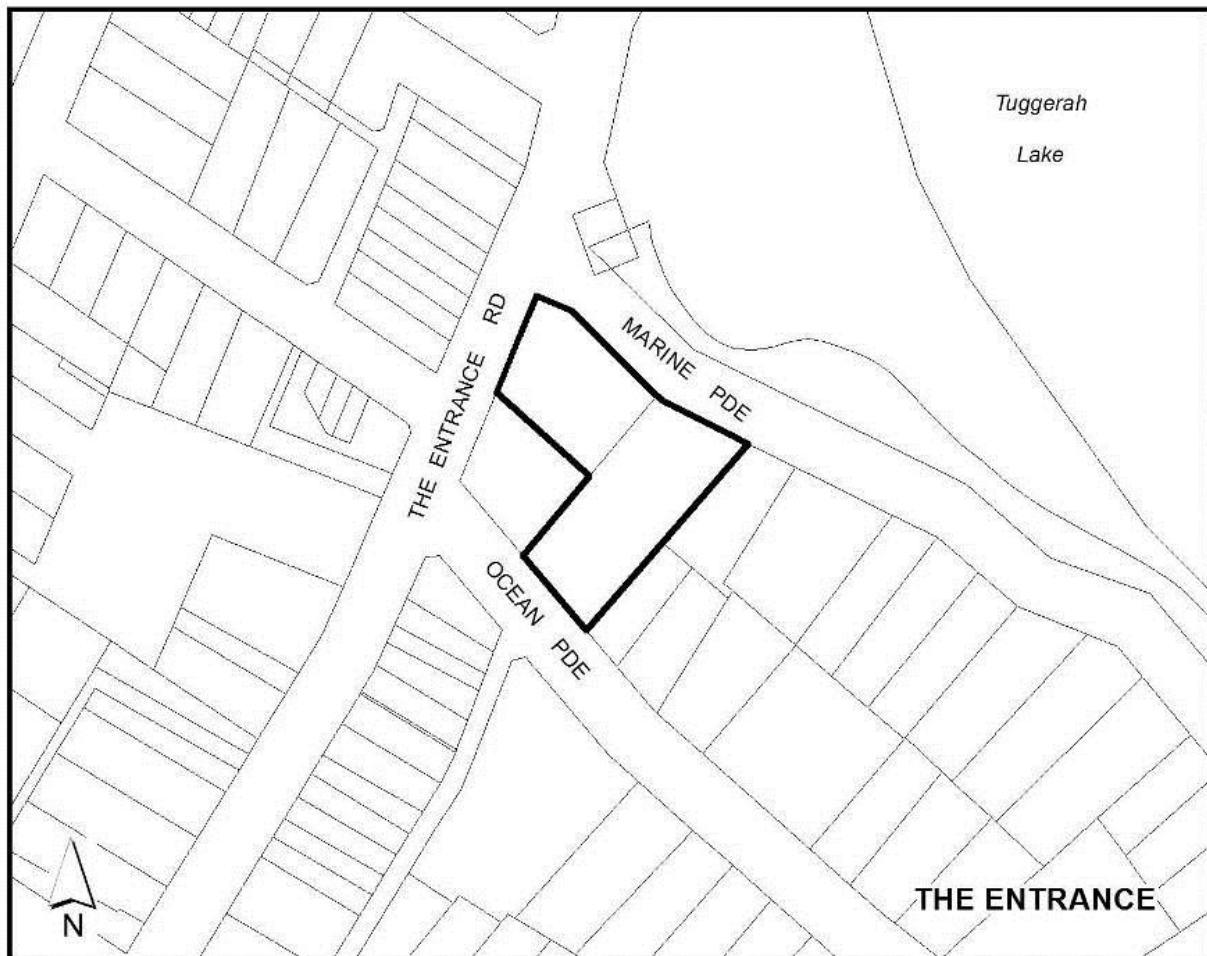 Tuggerah
Lake
MARINE PDE
THE ENTRANCE RD
OCEAN PDE
THE ENTRANCE
N